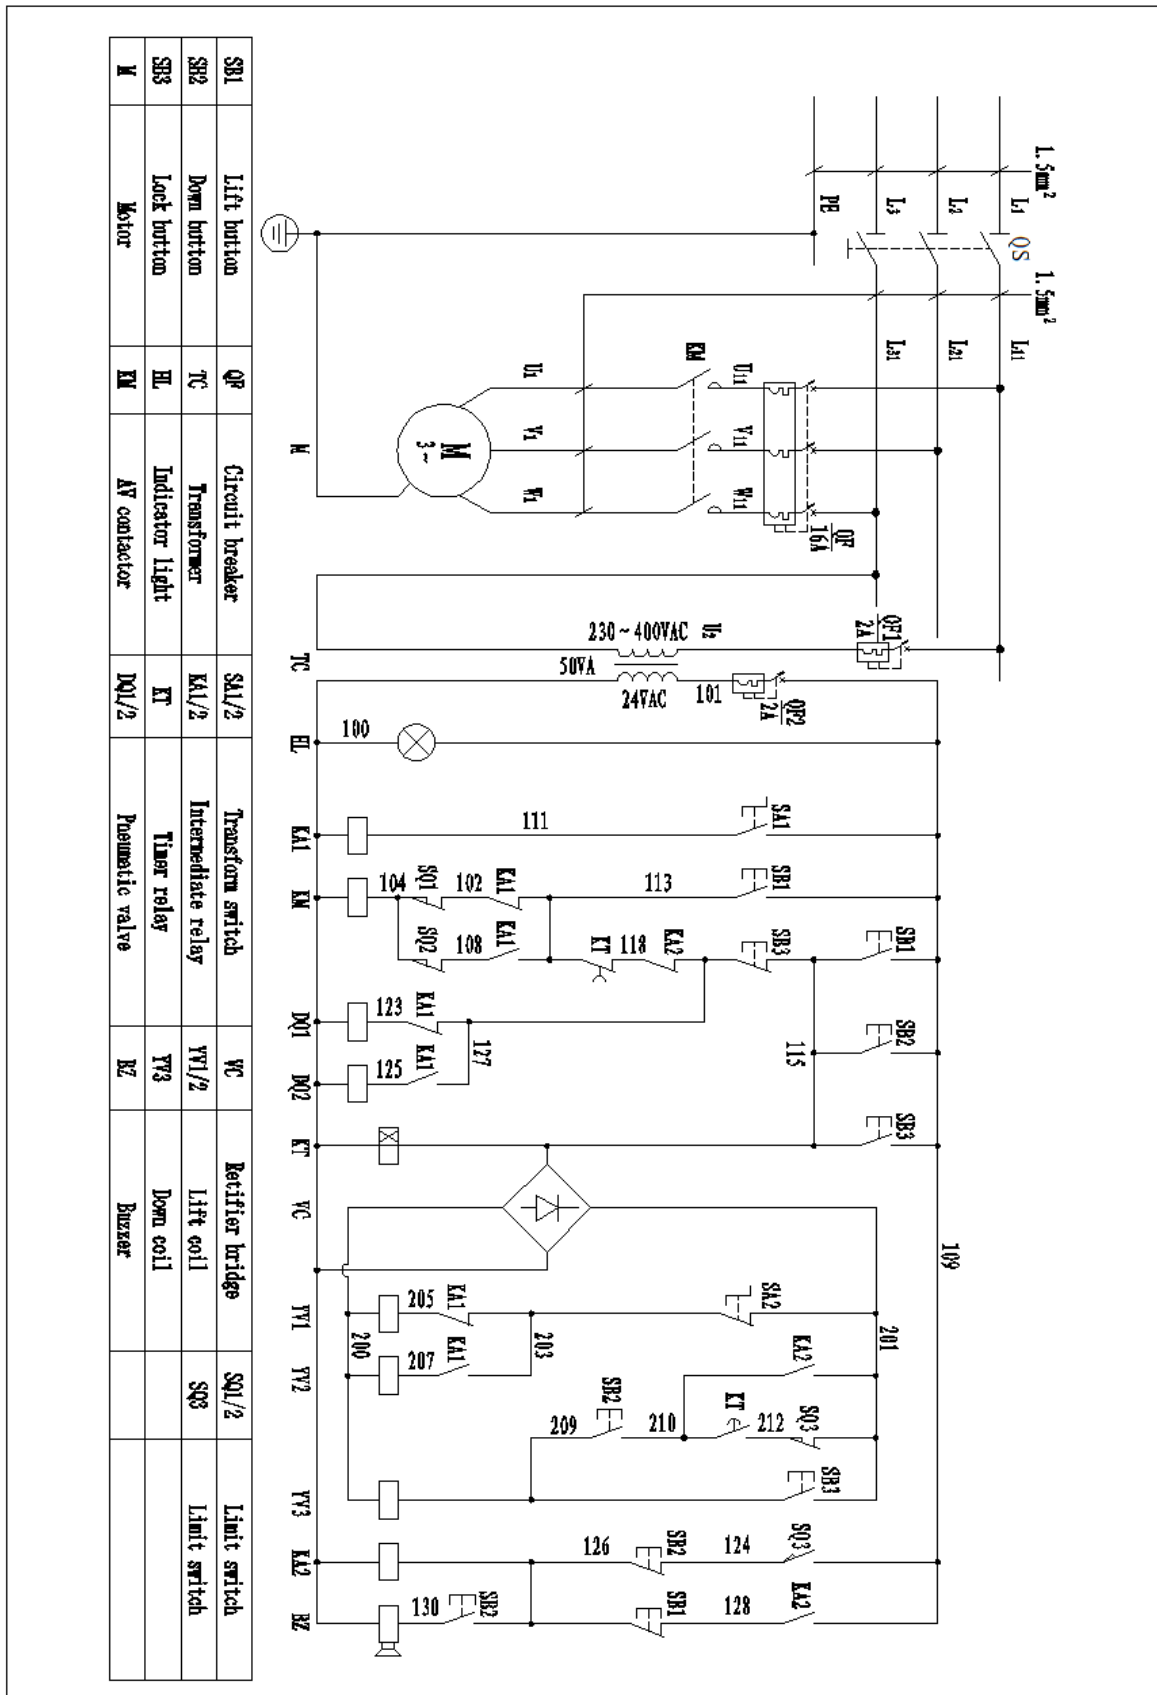 1.5mm²
L₁
L₂
L₃
PE
QS
1.5mm²
L₁₁
L₂₁
L₃₁
KM
U₁₁
V₁₁
W₁₁
U₁
V₁
W₁
QF
16A
M
3~
M
QF1
2A
230~400VAC
U₂
50VA
24VAC
TC
101
QF2
2A
100
HL
111
SA1
KA1
104
SQ1
102
KA1
113
SB1
KM
SQ2
108
KA1
KT
118
KA2
SB3
SB1
123
KA1
DQ1
127
115
SB2
125
KA1
DQ2
SB3
KT
VC
109
205
KA1
203
SA2
201
YV1
200
207
KA1
KA2
YV2
SB2
209
210
KT
212
SQ3
SB3
YV3
126
SB2
124
SQ3
KA2
130
SB2
SB1
128
KA2
BZ
SB1 Lift button QF Circuit breaker SA1/2 Transform switch VC Retifier bridge SQ1/2 Limit switch
SB2 Down button TC Transformer KA1/2 Intermediate relay YV1/2 Lift coil SQ3 Limit switch
SB3 Lock button HL Indicator light KT Timer relay YV3 Down coil
M Motor KM AV contactor DQ1/2 Pneumatic valve BZ Buzzer